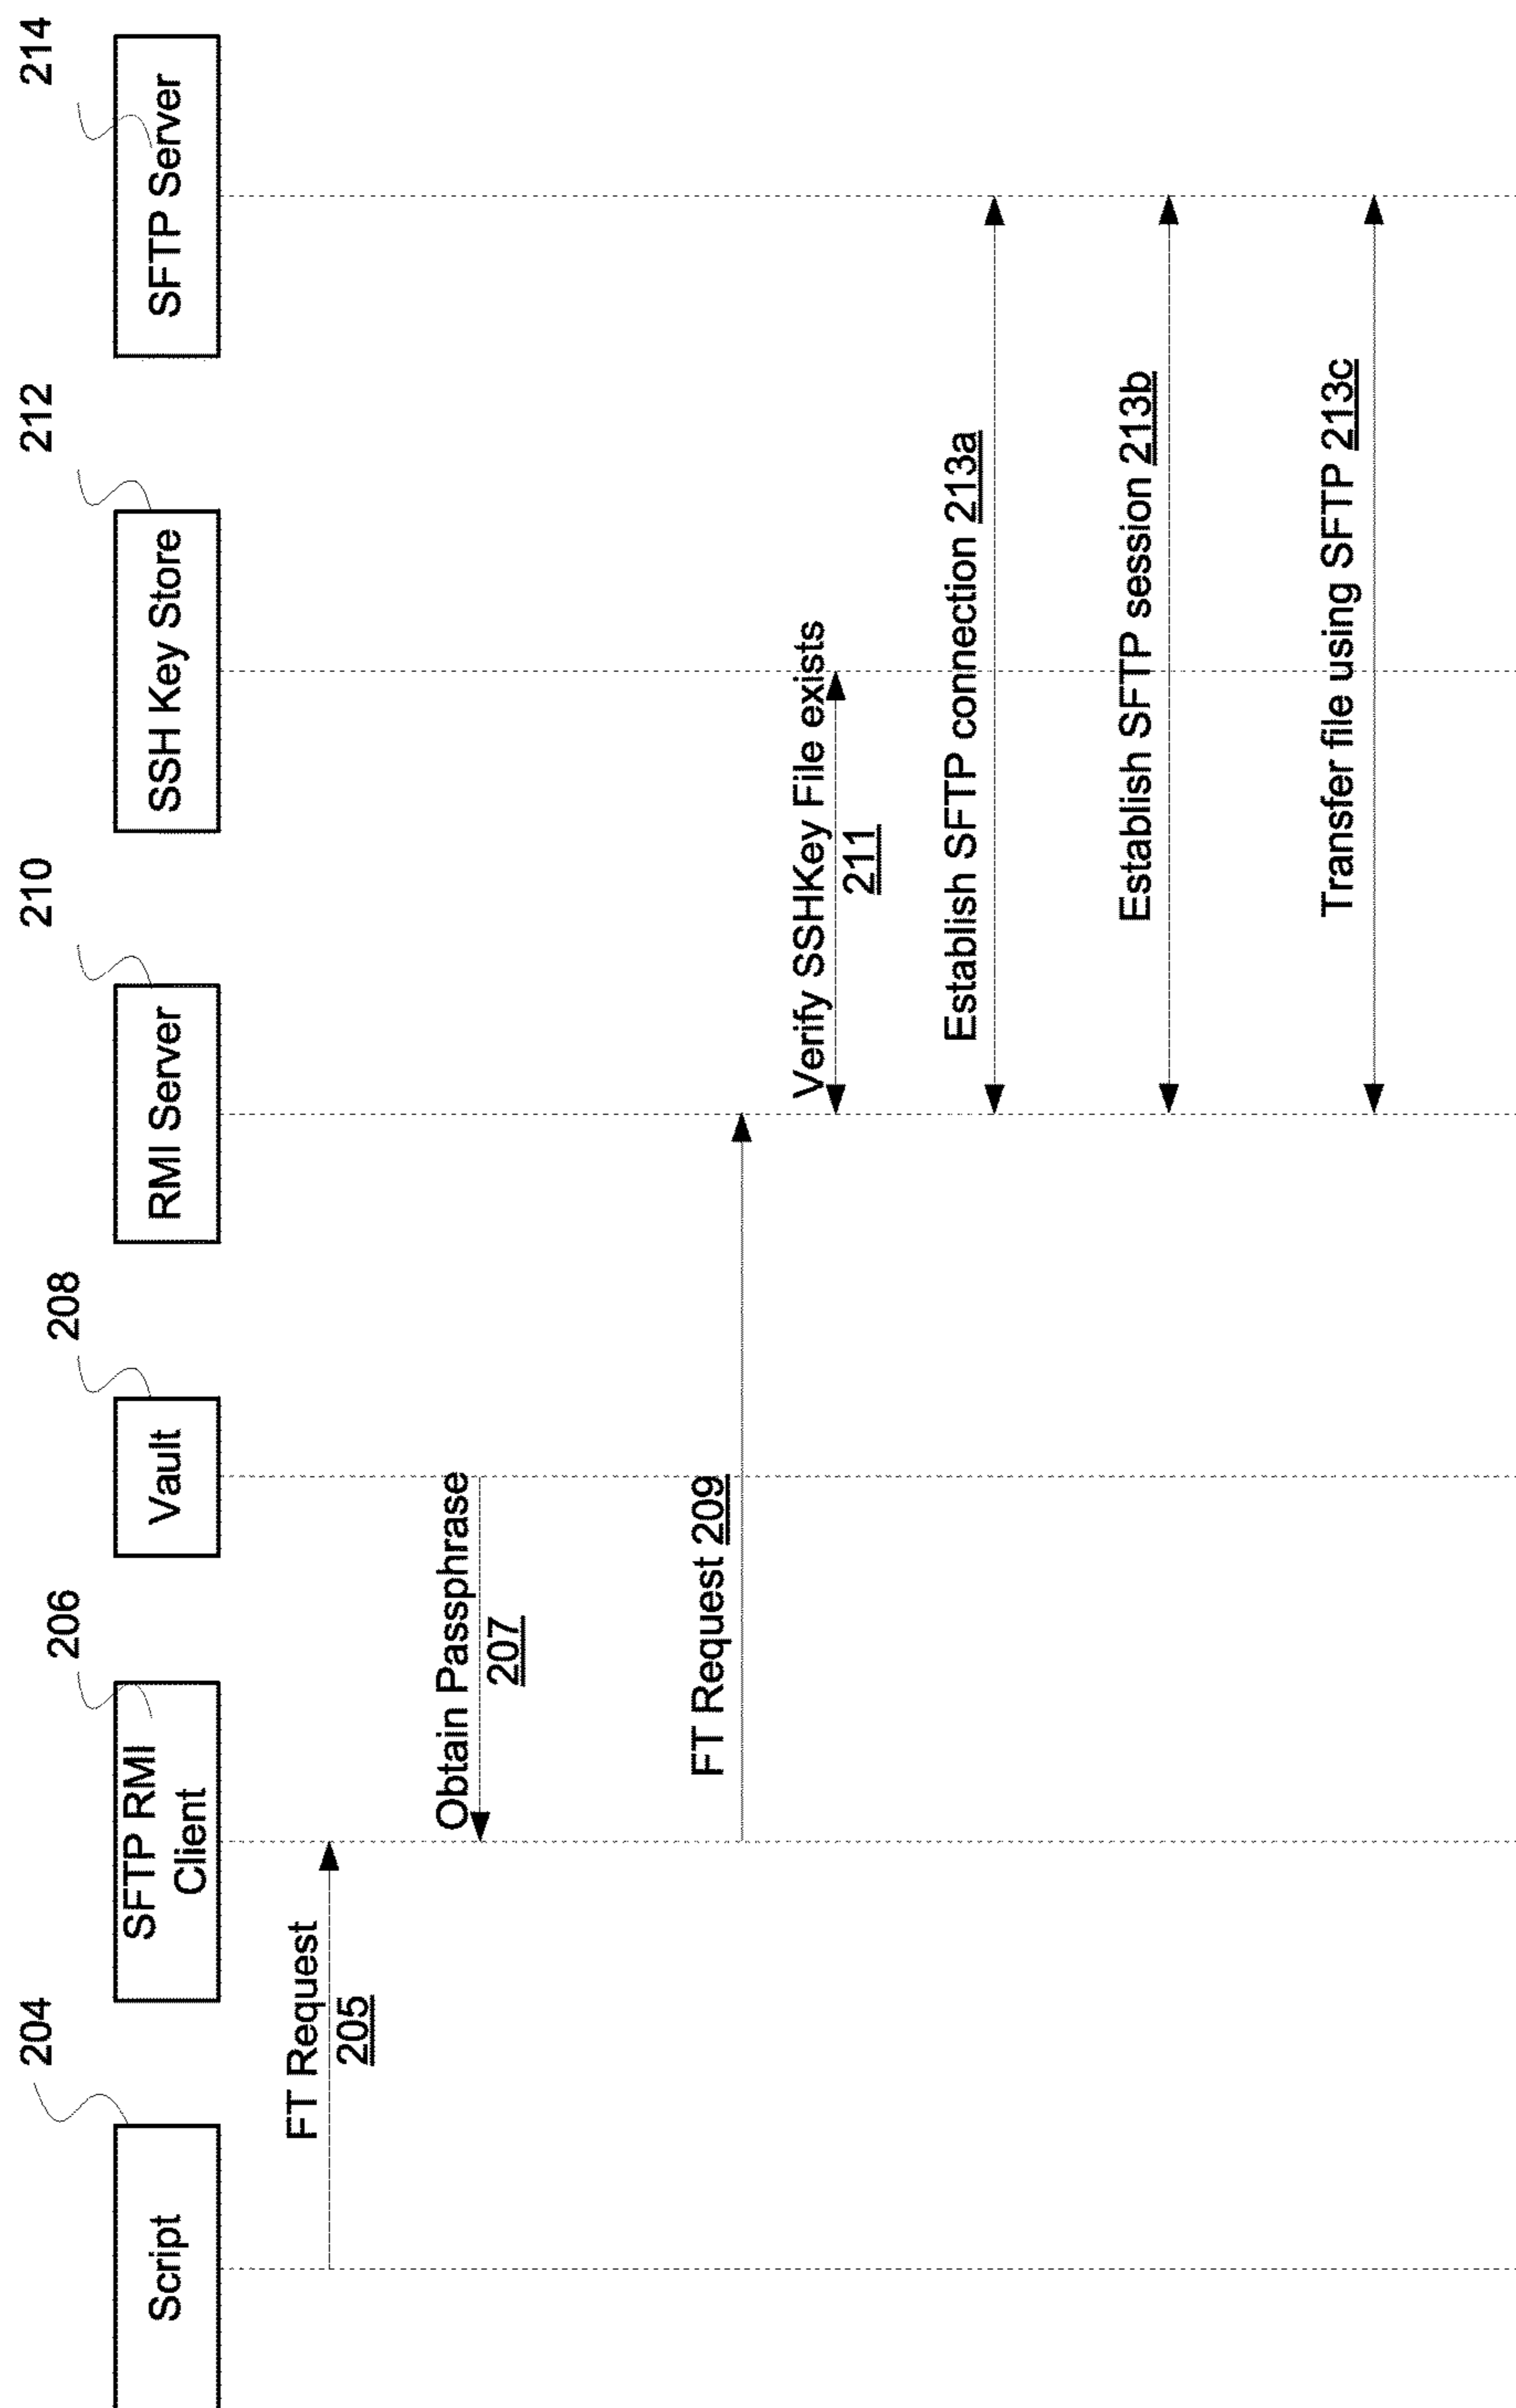 204
206
208
210
212
214
Script
SFTP RMI
Client
Vault
RMI Server
SSH Key Store
SFTP Server
FT Request
205
Obtain Passphrase
207
FT Request 209
Verify SSHKey File exists
211
Establish SFTP connection 213a
Establish SFTP session 213b
Transfer file using SFTP 213c